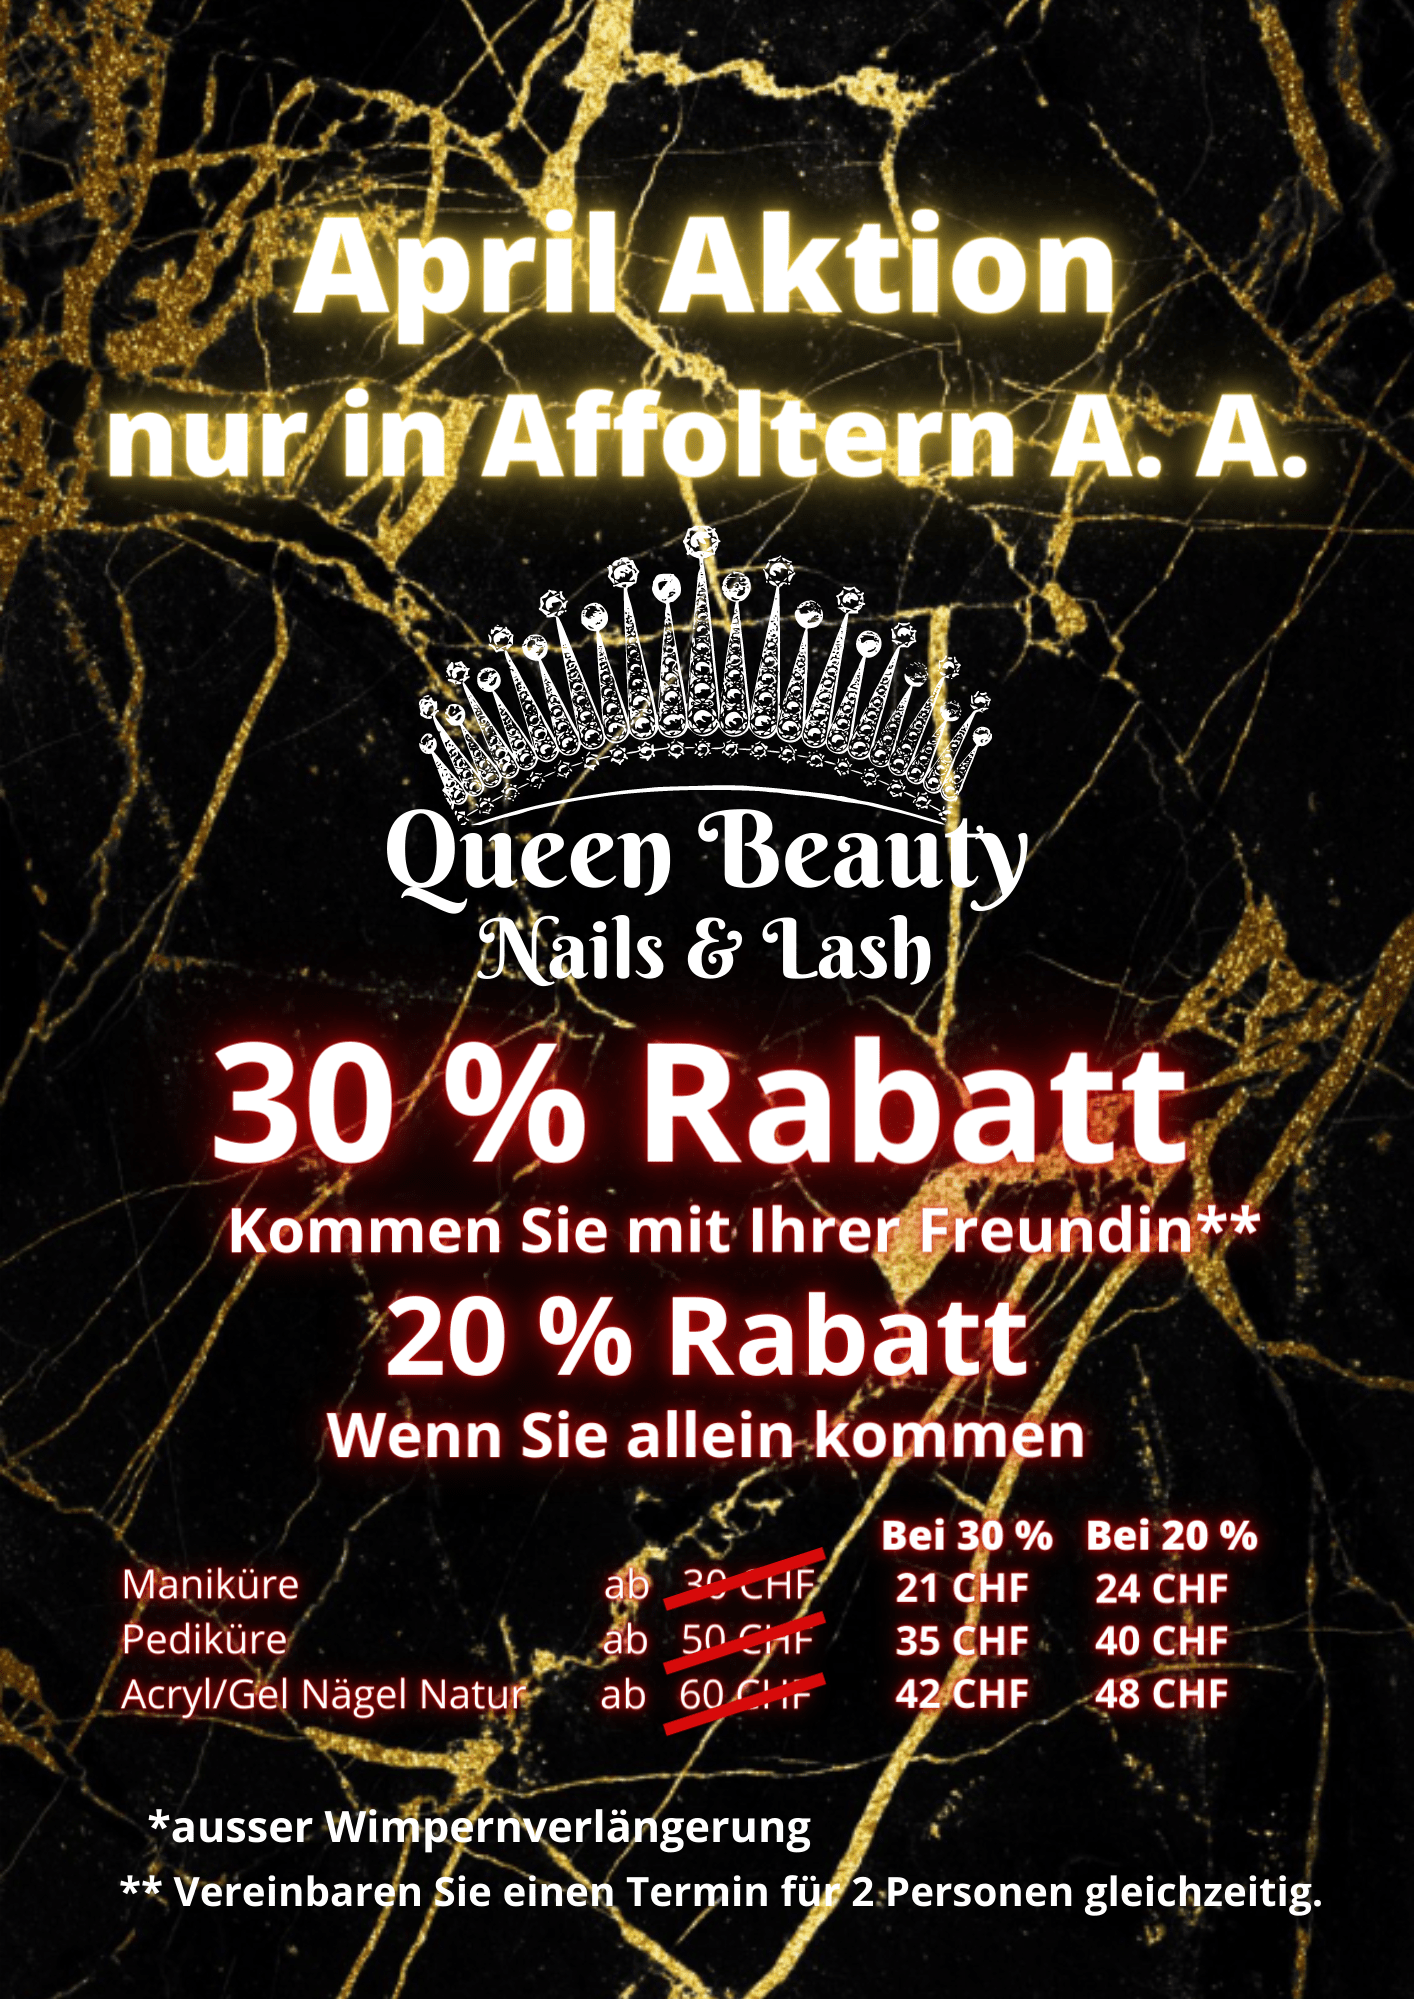 April Aktion
nur in Affoltern A. A.
Queen Beauty
Nails & Lash
30 % Rabatt
Kommen Sie mit Ihrer Freundin**
20 % Rabatt
Wenn Sie allein kommen
Bei 30 % Bei 20 %
Maniküre ab 30 CHF 21 CHF 24 CHF
Pediküre ab 50 CHF 35 CHF 40 CHF
Acryl/Gel Nägel Natur ab 60 CHF 42 CHF 48 CHF
*ausser Wimpernverlängerung
** Vereinbaren Sie einen Termin für 2 Personen gleichzeitig.